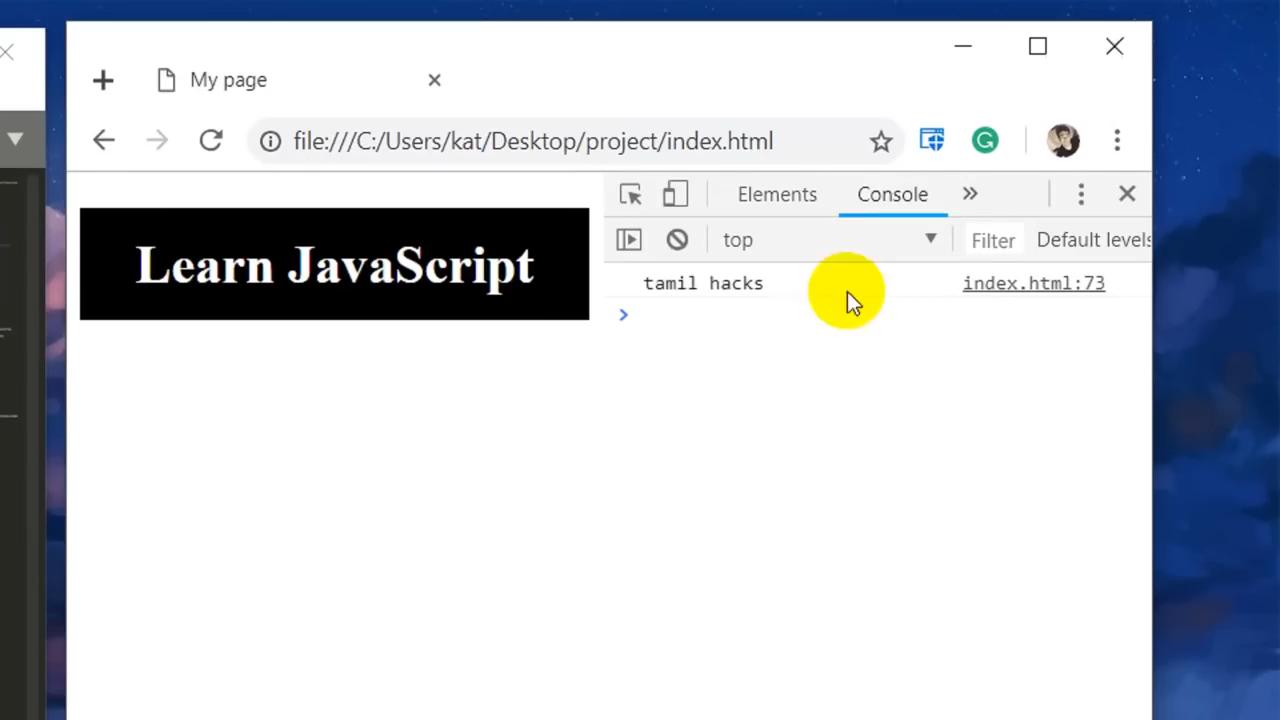 My page
file:///C:/Users/kat/Desktop/project/index.html
Elements Console
top Filter Default levels
Learn JavaScript
tamil hacks index.html:73